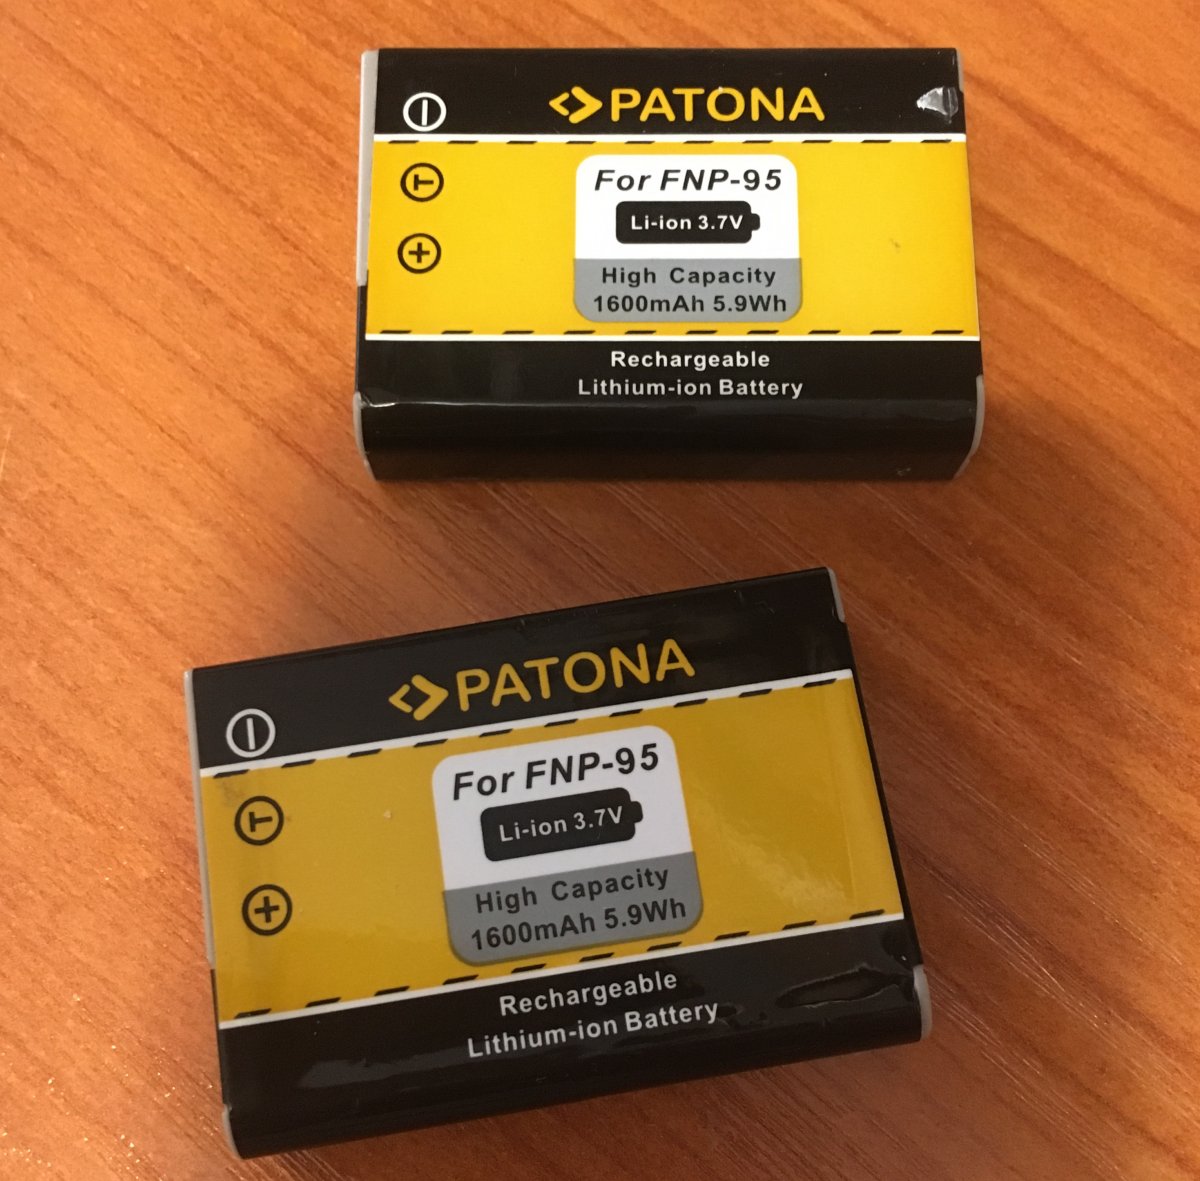 PATONA
For FNP-95
Li-ion 3.7V
High Capacity
1600mAh 5.9Wh
Rechargeable
Lithium-ion Battery
T
+
PATONA
For FNP-95
Li-ion 3.7V
High Capacity
1600mAh 5.9Wh
Rechargeable
Lithium-ion Battery
T
+